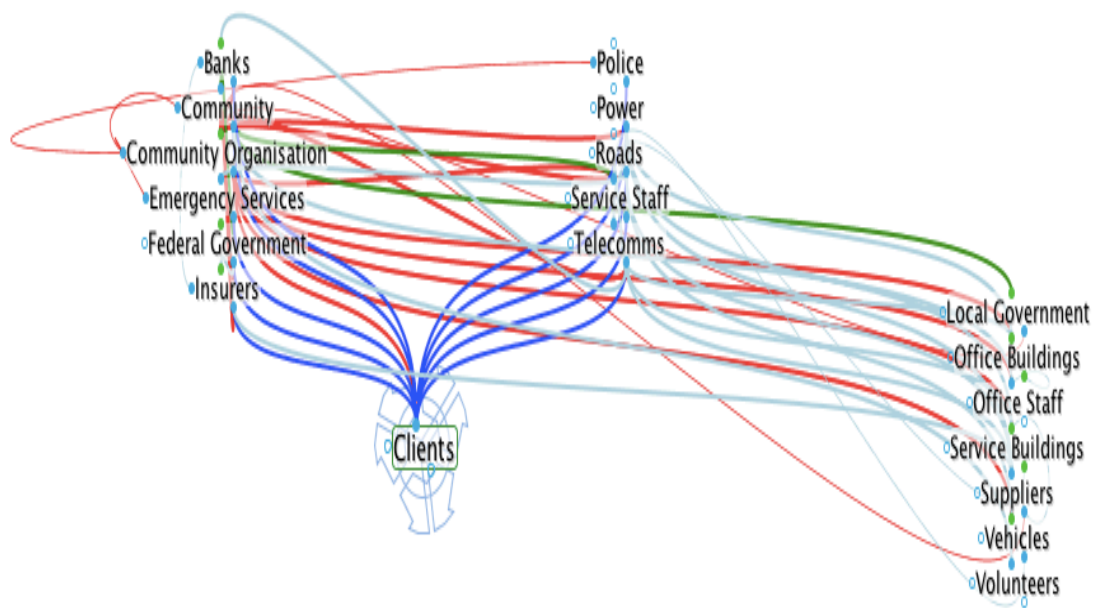 Banks
Community
Community Organisation
Emergency Services
Federal Government
Insurers
Police
Power
Roads
Service Staff
Telecomms
Clients
Local Government
Office Buildings
Office Staff
Service Buildings
Suppliers
Vehicles
Volunteers